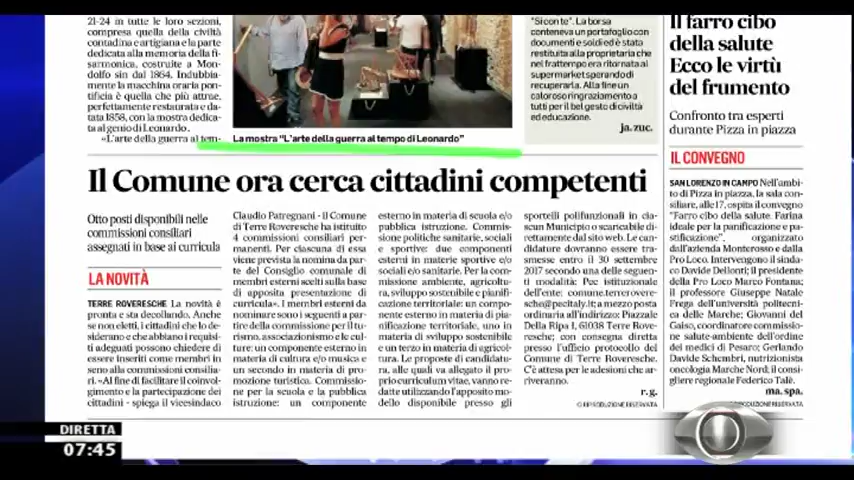 21-24 in tutte le loro sezioni,
compresa quella della civiltà
contadina e artigiana e la parte
dedicata alla memoria della fi-
sarmonica, costruite a Mon-
dolfo sin dal 1864. Indubbia-
mente la macchina oraria pon-
tificia è quella che più attrae,
perfettamente restaurata e da-
tata 1858, con la mostra dedica-
ta al genio di Leonardo.
«L'arte della guerra al tem-
La mostra "L'arte della guerra al tempo di Leonardo"
"Si con te". La borsa
conteneva un portafoglio con
documenti e soldi ed è stata
restituita alla proprietaria che
nel frattempo era ritornata al
supermarket sperando di
recuperarla. Alla fine un
caloroso ringraziamento a
tutti per il bel gesto di civiltà
ed educazione.
ja. zuc.
Il Comune ora cerca cittadini competenti
Otto posti disponibili nelle
commissioni consiliari
assegnati in base ai curricula
LA NOVITÀ
TERRE ROVERESCHE La novità è
pronta e sta decollando. Anche
se non eletti, i cittadini che lo de-
siderano e che abbiano i requisi-
ti adeguati possono chiedere di
essere inseriti come membri in
seno alla commissioni consilia-
ri. «Al fine di facilitare il coinvol-
gimento e la partecipazione dei
cittadini - spiega il vicesindaco
Claudio Patregnani - il Comune
di Terre Roveresche ha istituito
4 commissioni consiliari per-
manenti. Per ciascuna di essa
viene prevista la nomina da par-
te del Consiglio comunale di
membri esterni scelti sulla base
di apposita presentazione di
curricula». I membri esterni da
nominare sono i seguenti a par-
tire della commissione per il tu-
rismo, associazionismo e le cul-
ture: un componente esterno in
materia di cultura e/o musica e
un secondo in materia di pro-
mozione turistica. Commissio-
ne per la scuola e la pubblica
istruzione: un componente
esterno in materia di scuola e/o
pubblica istruzione. Commis-
sione politiche sanitarie, sociali
e sportive: due componenti
esterni in materie sportive e/o
sociali e/o sanitarie. Per la com-
missione ambiente, agricoltu-
ra, sviluppo sostenibile e pianifi-
cazione territoriale: un compo-
nente esterno in materia di pia-
nificazione territoriale, uno in
materia di sviluppo sostenibile
e un terzo in materia di agricol-
tura. Le proposte di candidatu-
ra, alle quali va allegato il pro-
prio curriculum vitae, vanno re-
datte utilizzando l'apposito mo-
dello disponibile presso gli
sportelli polifunzionali in cia-
scun Municipio o scaricabile di-
rettamente dal sito web. Le can-
didature dovranno essere tra-
smesse entro il 30 settembre
2017 secondo una delle seguen-
ti modalità: Pec istituzionale
dell'ente: comune.terrerovere-
sche@pecitaly.it; a mezzo posta
ordinaria all'indirizzo: Piazzale
Della Ripa 1, 61038 Terre Rove-
resche; con consegna diretta
presso l'ufficio protocollo del
Comune di Terre Roveresche.
C'è attesa per le adesioni che ar-
riveranno.
r. g.
© RIPRODUZIONE RISERVATA
Il farro cibo
della salute
Ecco le virtù
del frumento
Confronto tra esperti
durante Pizza in piazza
IL CONVEGNO
SAN LORENZO IN CAMPO Nell'ambi-
to di Pizza in piazza, la sala con-
siliare, alle 17, ospita il convegno
"Farro cibo della salute. Farina
ideale per la panificazione e pa-
stificazione", organizzato
dall'azienda Monterosso e dalla
Pro Loco. Intervengono il sinda-
co Davide Dellonti; il presidente
della Pro Loco Marco Fontana;
il professore Giuseppe Natale
Frega dell'università politecni-
ca delle Marche; Giovanni del
Gaiso, coordinatore commissio-
ne salute-ambiente dell'ordine
dei medici di Pesaro; Gerlando
Davide Schembri, nutrizionista
oncologia Marche Nord; il consi-
gliere regionale Federico Talè.
ma. spa.
RIPRODUZIONE RISERVATA
DIRETTA
07:45